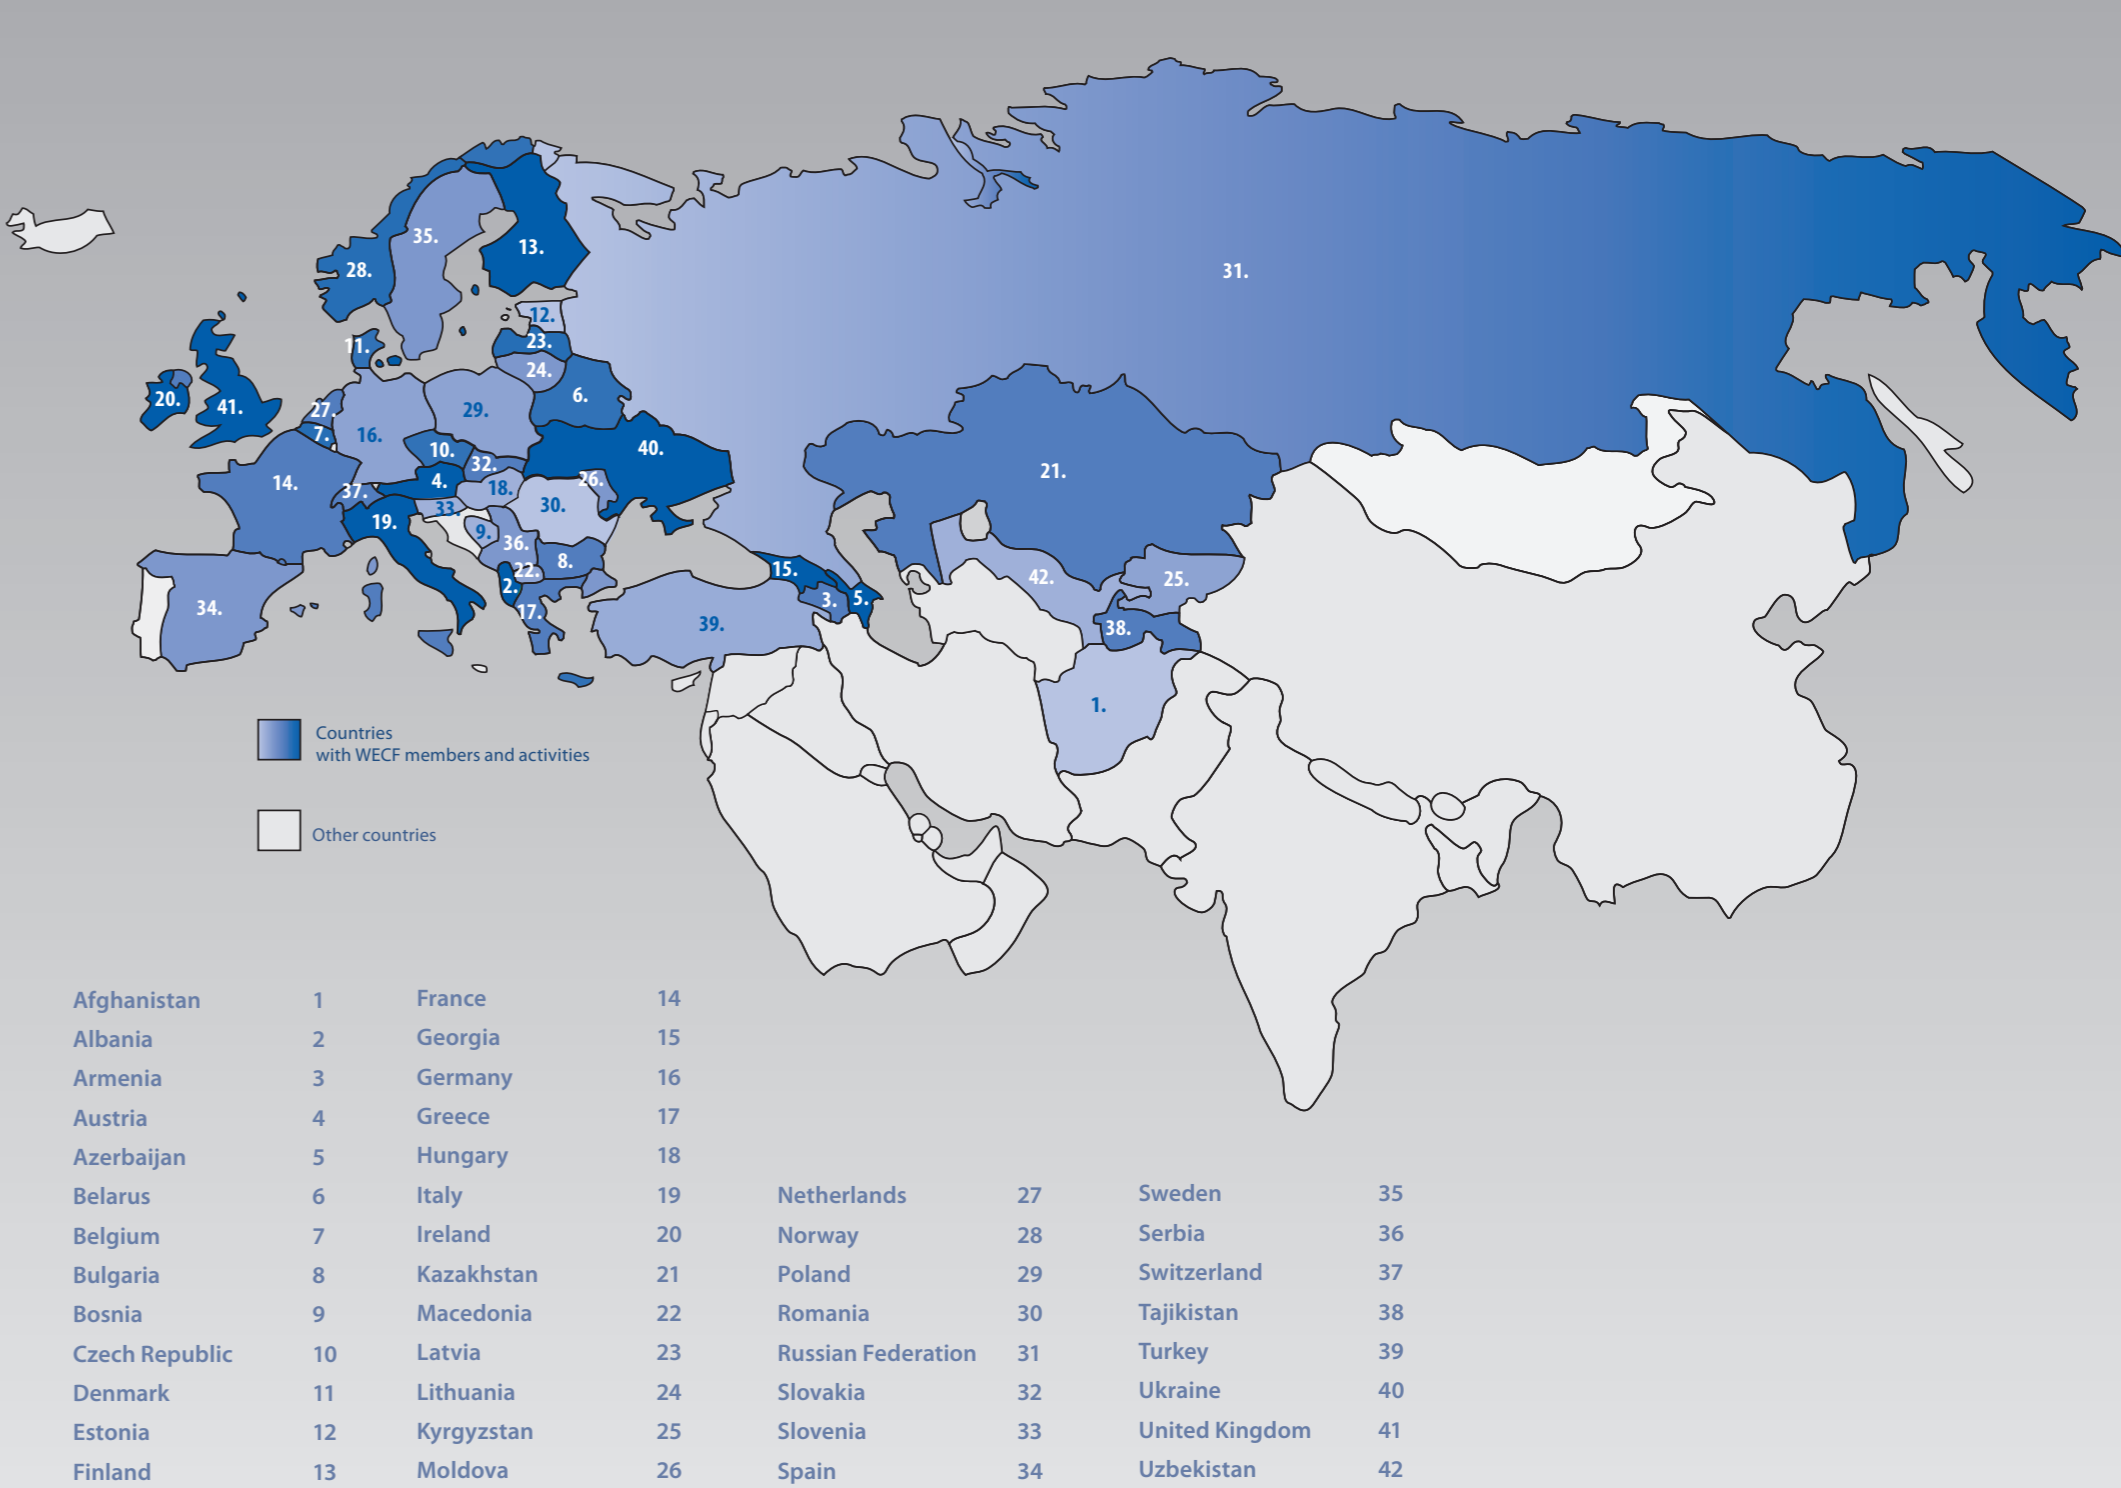 35.
13.
28.
31.
12.
11.
23.
24.
20.
41.
27.
29.
6.
7.
16.
10.
40.
32.
4.
21.
14.
37.
18.
26.
33.
30.
19.
9.
36.
8.
15.
42.
22.
25.
2.
3.
5.
34.
17.
39.
38.
1.
Countries
with WECF members and activities
Other countries
Afghanistan 1
Albania 2
Armenia 3
Austria 4
Azerbaijan 5
Belarus 6
Belgium 7
Bulgaria 8
Bosnia 9
Czech Republic 10
Denmark 11
Estonia 12
Finland 13
France 14
Georgia 15
Germany 16
Greece 17
Hungary 18
Italy 19
Ireland 20
Kazakhstan 21
Macedonia 22
Latvia 23
Lithuania 24
Kyrgyzstan 25
Moldova 26
Netherlands 27
Norway 28
Poland 29
Romania 30
Russian Federation 31
Slovakia 32
Slovenia 33
Spain 34
Sweden 35
Serbia 36
Switzerland 37
Tajikistan 38
Turkey 39
Ukraine 40
United Kingdom 41
Uzbekistan 42